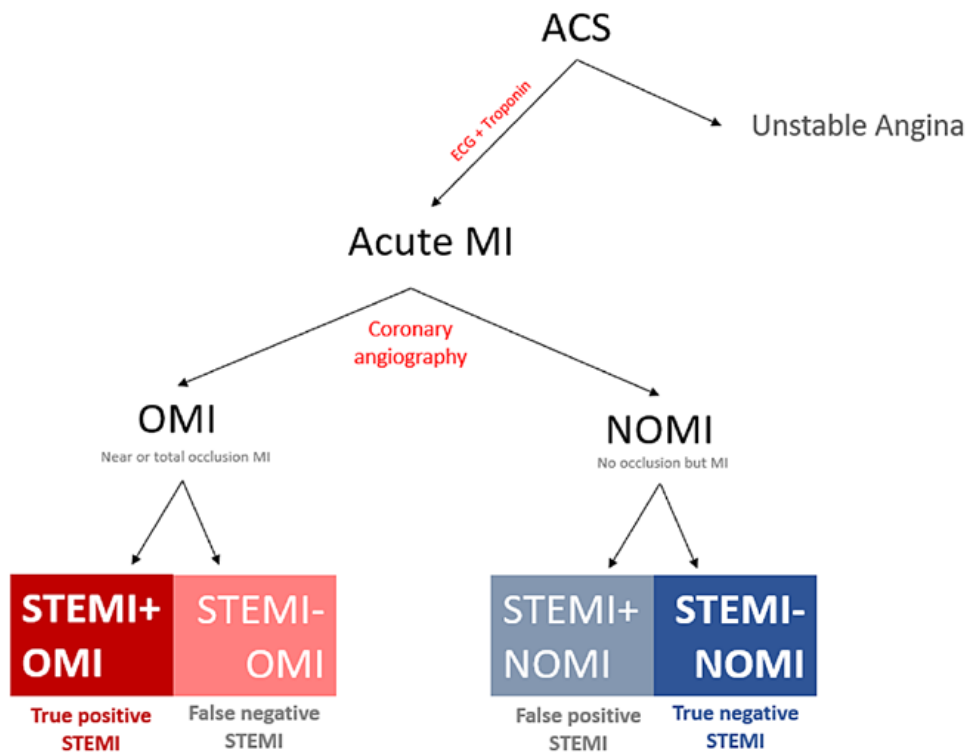 ACS
ECG + Troponin
Unstable Angina
Acute MI
Coronary
angiography
OMI
Near or total occlusion MI
NOMI
No occlusion but MI
STEMI+
OMI
STEMI-
OMI
STEMI+
NOMI
STEMI-
NOMI
True positive
STEMI
False negative
STEMI
False positive
STEMI
True negative
STEMI